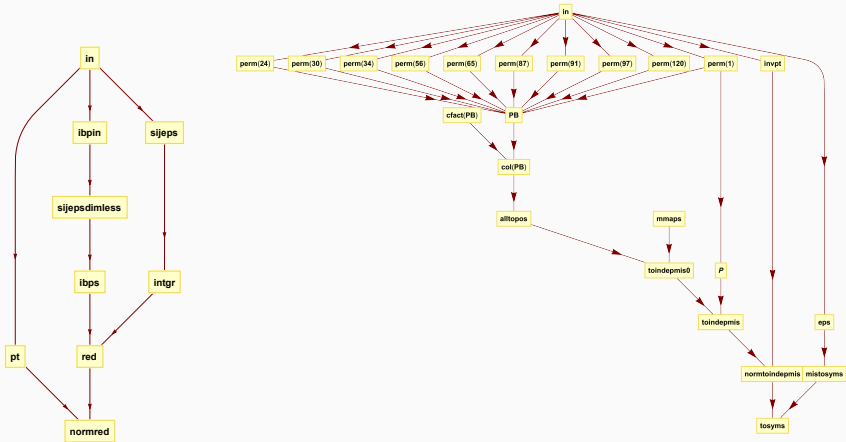 in
ibpin
sijeps
sijepsdimless
ibps
intgr
pt
red
normred
in
perm(24)
perm(30)
perm(34)
perm(56)
perm(65)
perm(87)
perm(91)
perm(97)
perm(120)
perm(1)
invpt
cfact(PB)
PB
col(PB)
alltopos
mmaps
toindepmis0
P
toindepmis
eps
normtoindepmis
mistosyms
tosyms